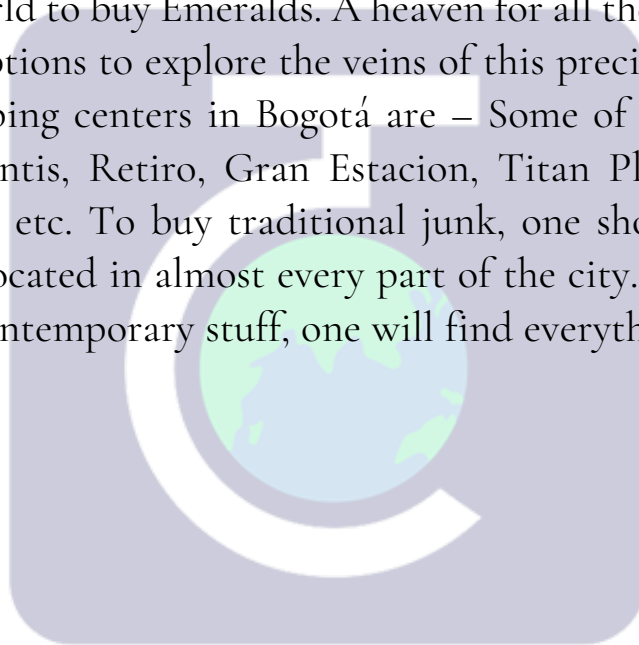 rld to buy Emeralds. A heaven for all the
tions to explore the veins of this preci
ping centers in Bogotá are – Some of
ntis, Retiro, Gran Estacion, Titan Pl
etc. To buy traditional junk, one sho
ocated in almost every part of the city.
ntemporary stuff, one will find everyth